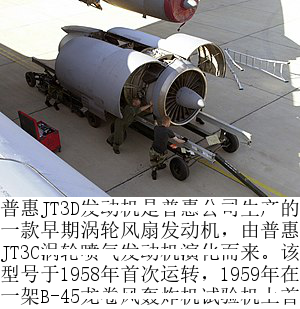 普惠JT3D发动机是普惠公司生产的
一款早期涡轮风扇发动机，由普惠
JT3C涡轮喷气发动机演化而来。该
型号于1958年首次运转，1959年在
一架B-45龙卷风轰炸机试验机上首